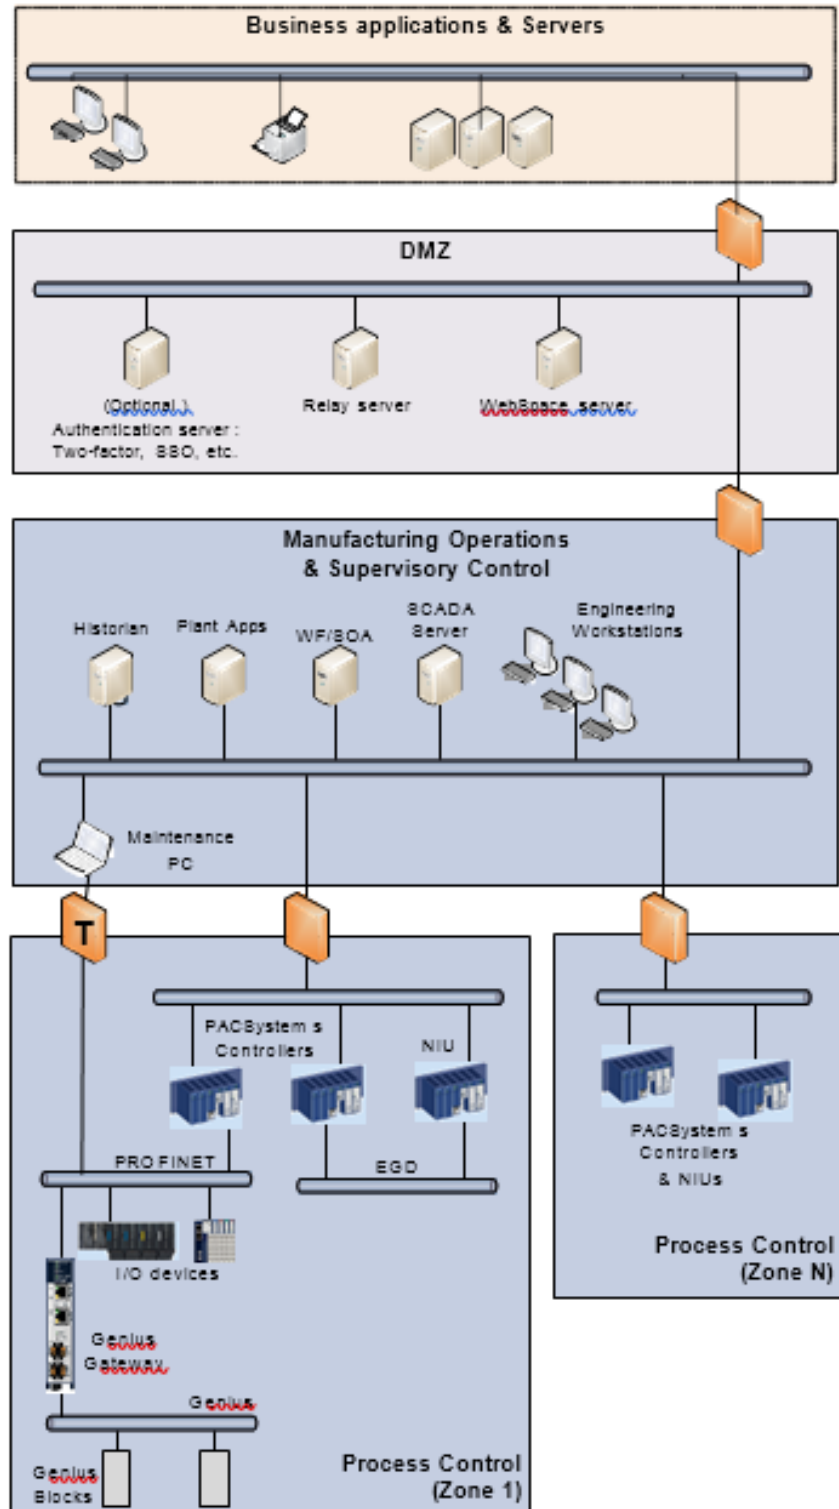 Business applications & Servers
DMZ
(Optional )
Authentication server :
Two-factor, SSO, etc.
Relay server
WebSpace server
Manufacturing Operations
& Supervisory Control
Historian
Plant Apps
WF/SOA
SCADA
Server
Engineering
Workstations
Maintenance
PC
T
PACSystem s
Controllers
NIU
PROFINET
EGD
I/O devices
Genius
Gateway
Genius
Genius
Blocks
Process Control
(Zone 1)
PACSystem s
Controllers
& NIUs
Process Control
(Zone N)